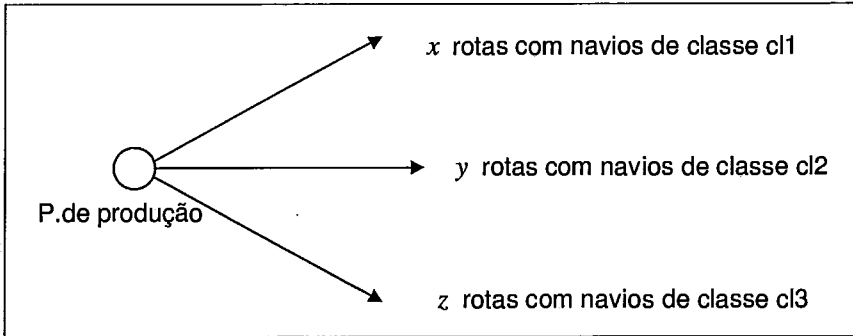 x rotas com navios de classe cl1
y rotas com navios de classe cl2
P.de produção
z rotas com navios de classe cl3